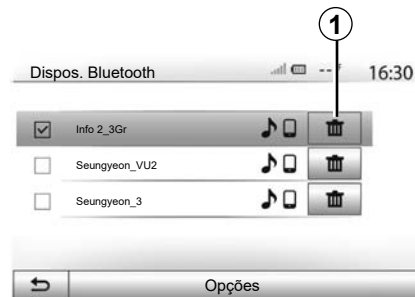 1
Dispos. Bluetooth
16:30
Info 2_3Gr
Seungyeon_VU2
Seungyeon_3
Opções